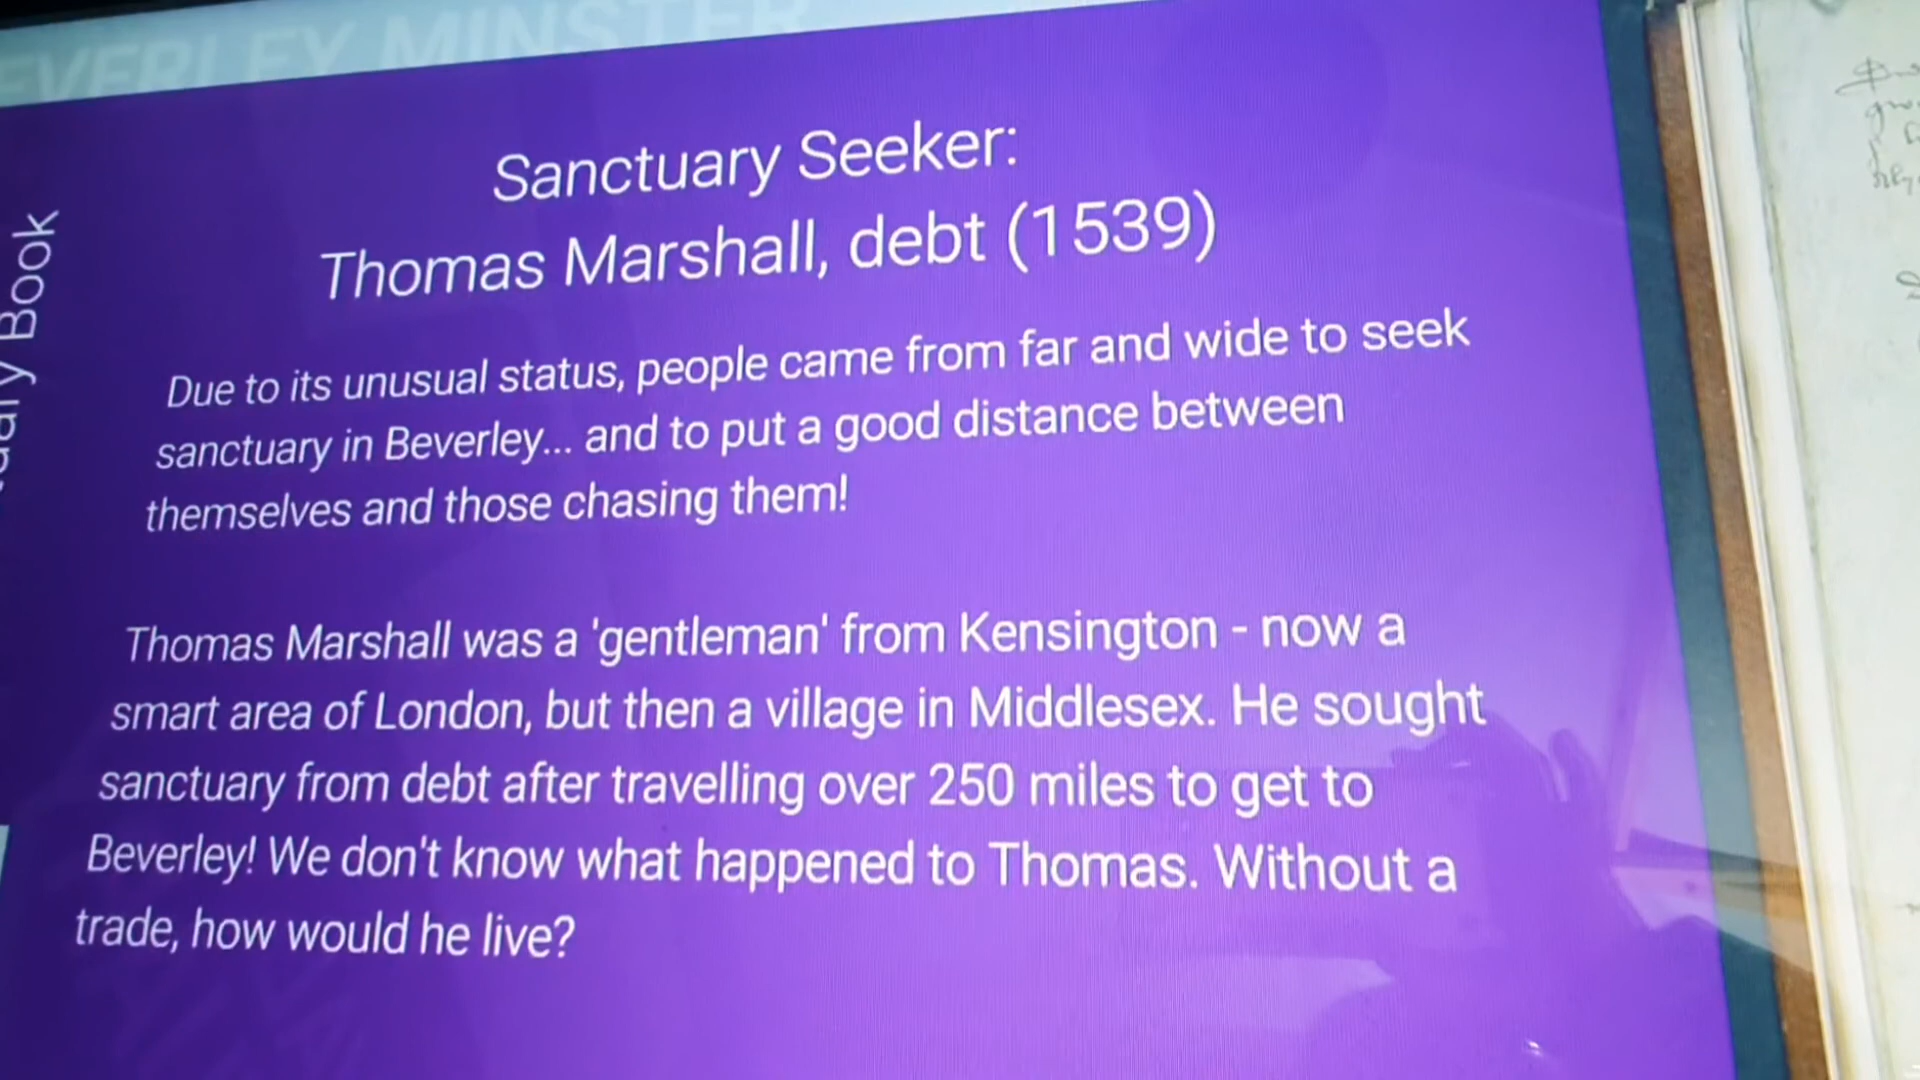 EVERLEY MINSTER
Book
Sanctuary Seeker:
Thomas Marshall, debt (1539)
Due to its unusual status, people came from far and wide to seek
sanctuary in Beverley... and to put a good distance between
themselves and those chasing them!
Thomas Marshall was a 'gentleman' from Kensington - now a
smart area of London, but then a village in Middlesex. He sought
sanctuary from debt after travelling over 250 miles to get to
Beverley! We don't know what happened to Thomas. Without a
trade, how would he live?